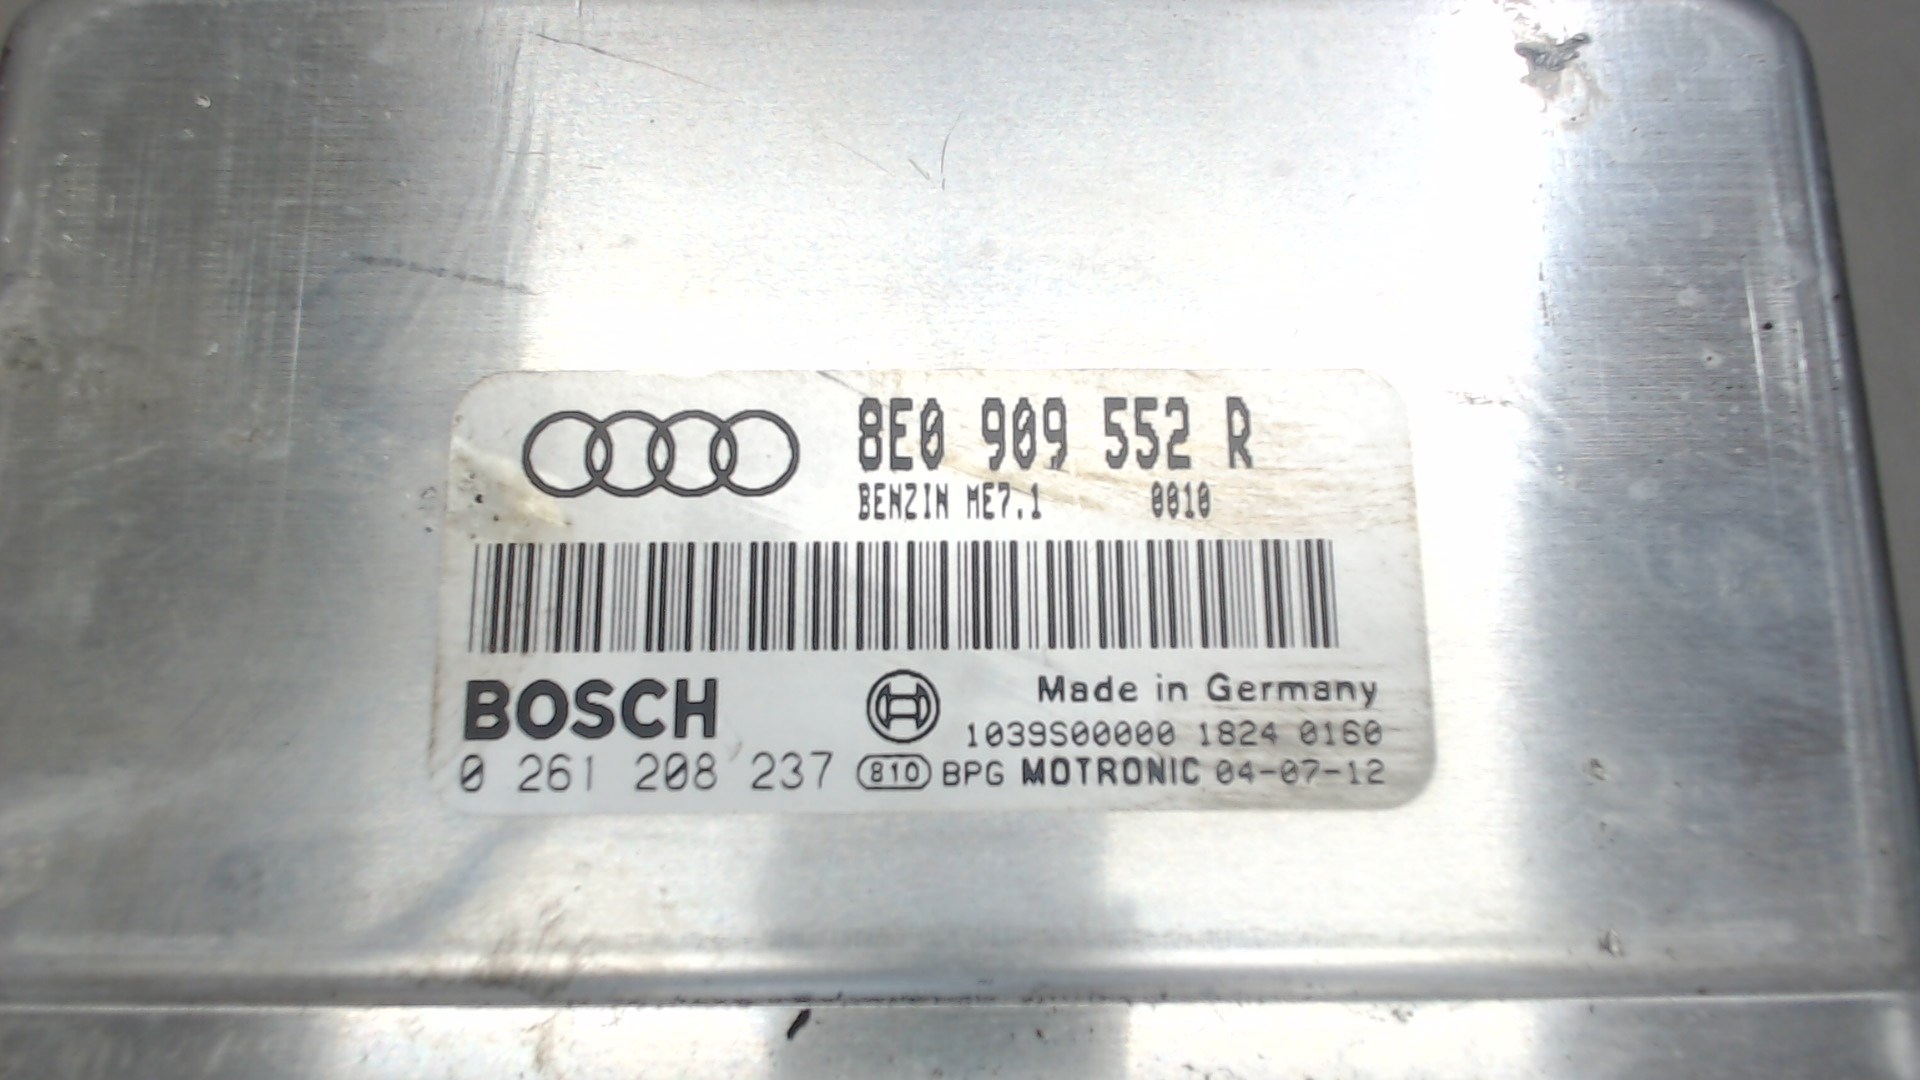 8E0 909 552 R
BENZIN ME7.1 0010
BOSCH
Made in Germany
1039S00000 1824 0160
0 261 208 237 810 BPG MOTRONIC 04-07-12